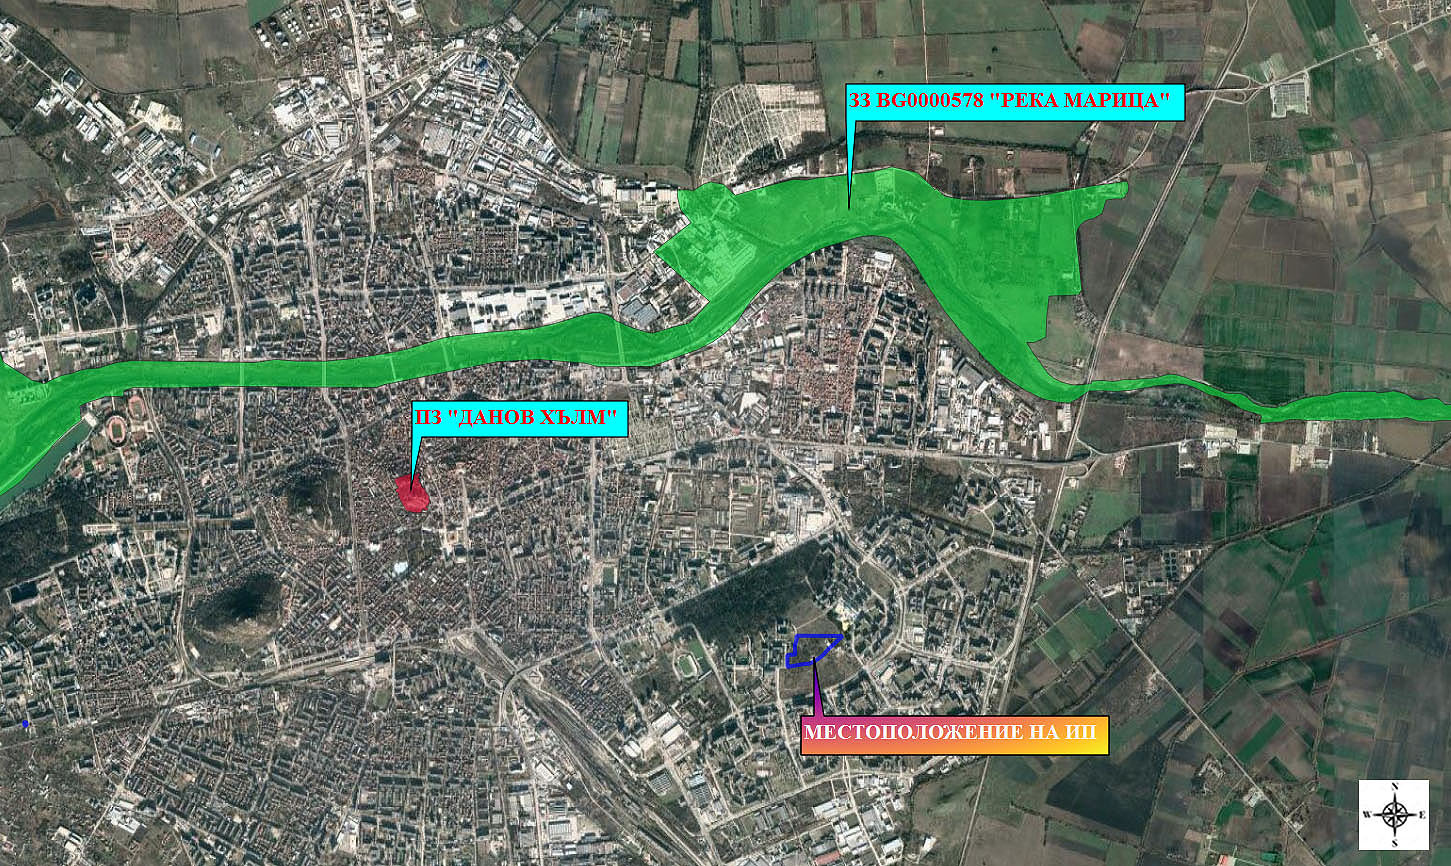 ЗЗ BG0000578 "РЕКА МАРИЦА"
ПЗ "ДАНОВ ХЪЛМ"
МЕСТОПОЛОЖЕНИЕ НА ИП
N
W E
S